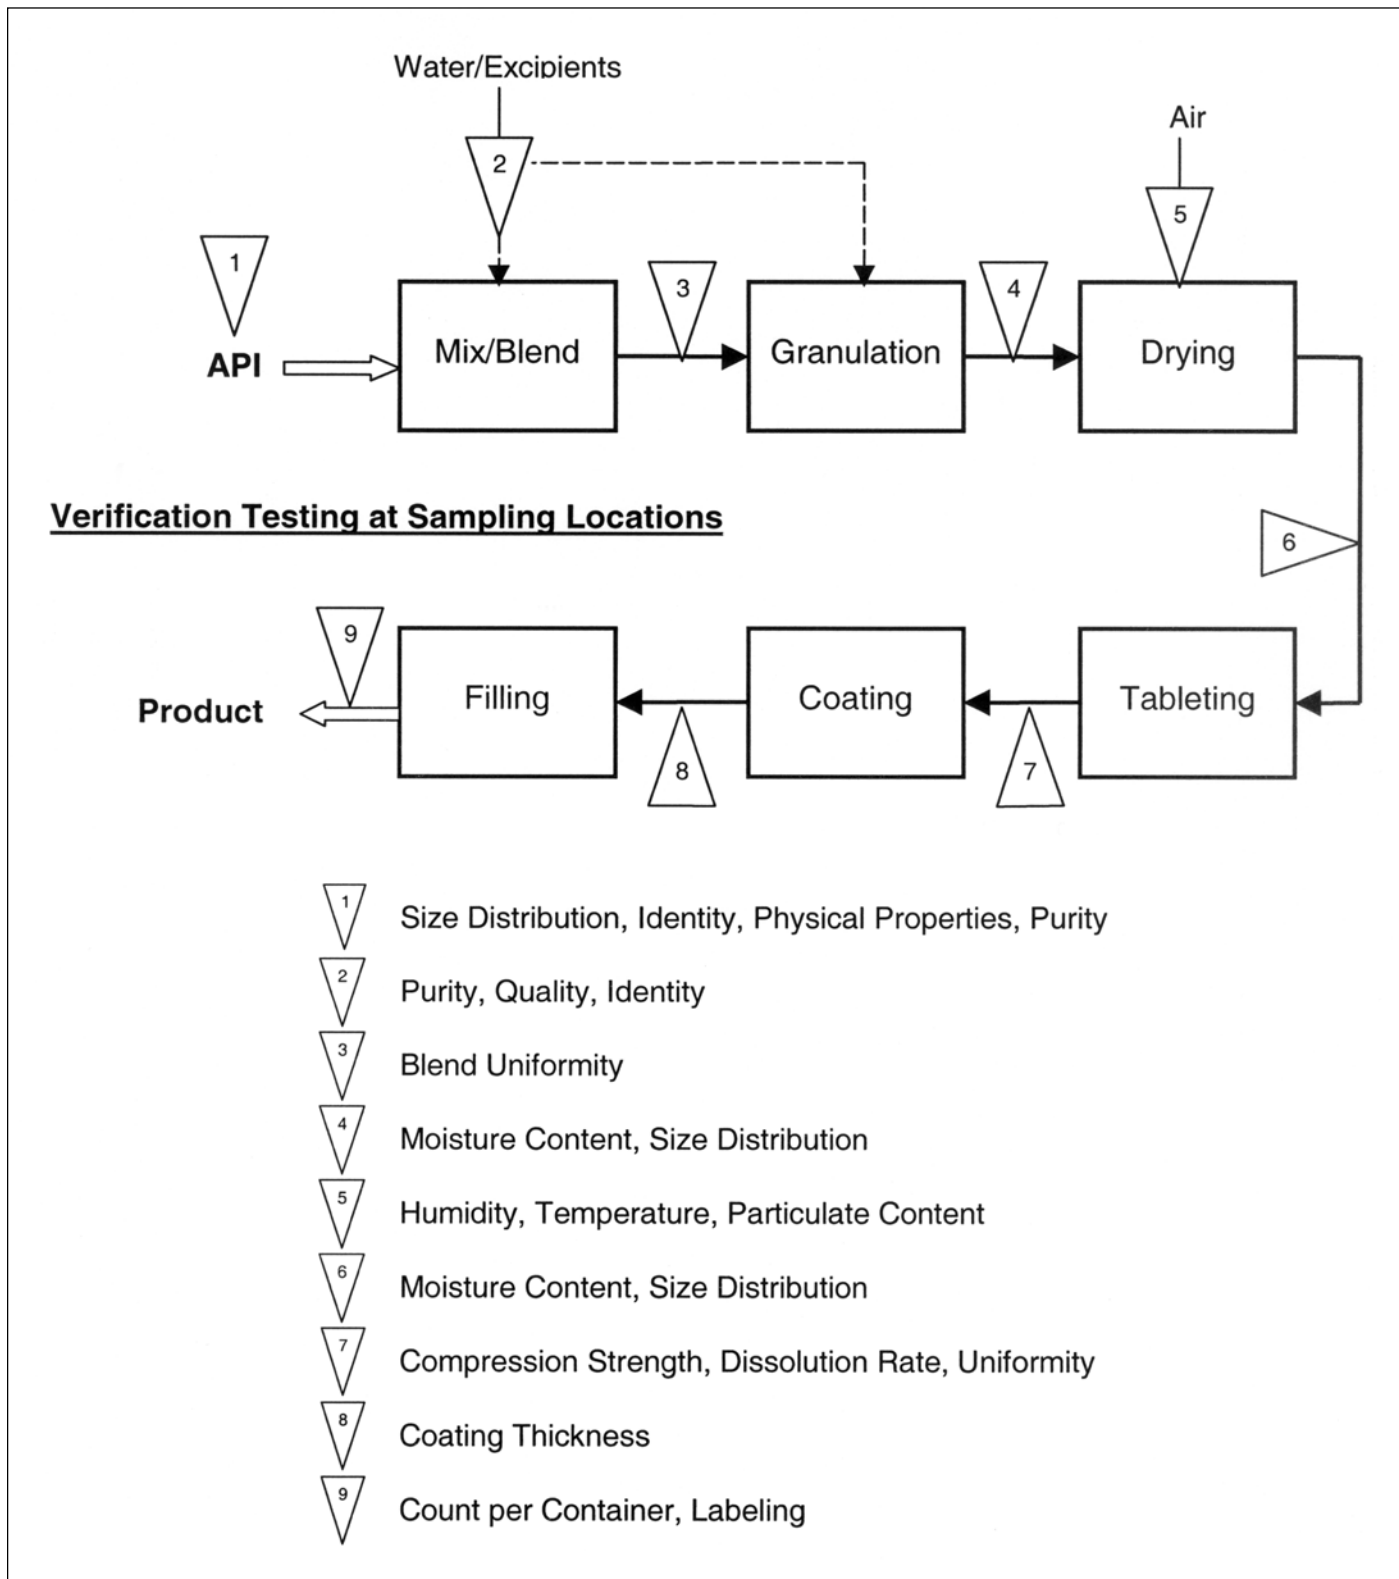 Water/Excipients
Air
2
5
1
3
4
API
Mix/Blend
Granulation
Drying
Verification Testing at Sampling Locations
6
9
Product
Filling
Coating
Tableting
8
7
1 Size Distribution, Identity, Physical Properties, Purity
2 Purity, Quality, Identity
3 Blend Uniformity
4 Moisture Content, Size Distribution
5 Humidity, Temperature, Particulate Content
6 Moisture Content, Size Distribution
7 Compression Strength, Dissolution Rate, Uniformity
8 Coating Thickness
9 Count per Container, Labeling